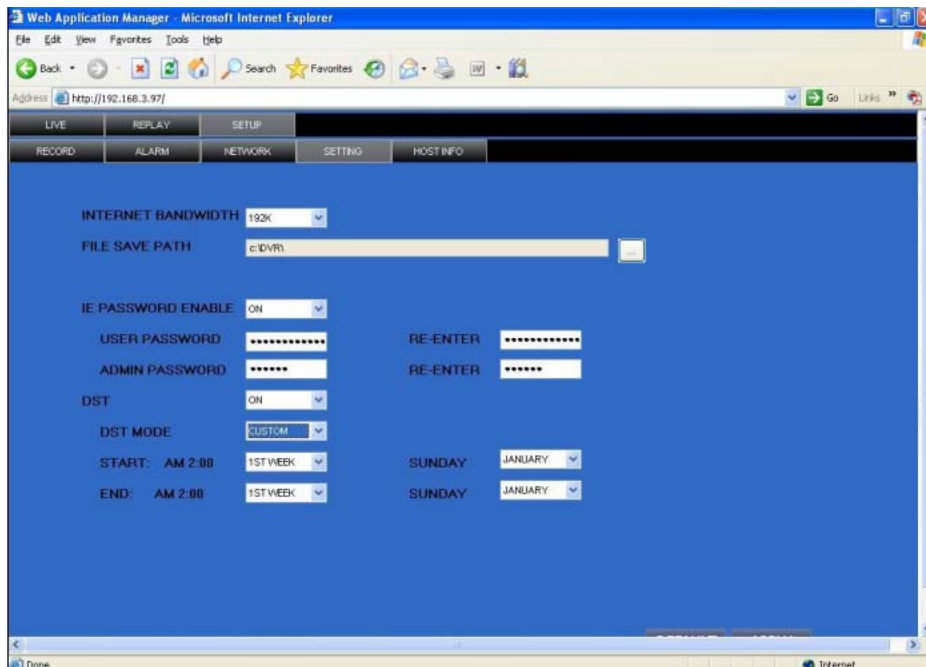 Web Application Manager - Microsoft Internet Explorer
File Edit View Favorites Tools Help
Back Search Favorites
Address http://192.168.3.97/ Go Links »
LIVE REPLAY SETUP
RECORD ALARM NETWORK SETTING HOST INFO
INTERNET BANDWIDTH 192K
FILE SAVE PATH c:\DVR\ ...
IE PASSWORD ENABLE ON
USER PASSWORD •••••••••••• RE-ENTER ••••••••••••
ADMIN PASSWORD •••••• RE-ENTER ••••••
DST ON
DST MODE CUSTOM
START: AM 2:00 1ST WEEK SUNDAY JANUARY
END: AM 2:00 1ST WEEK SUNDAY JANUARY
Done Internet